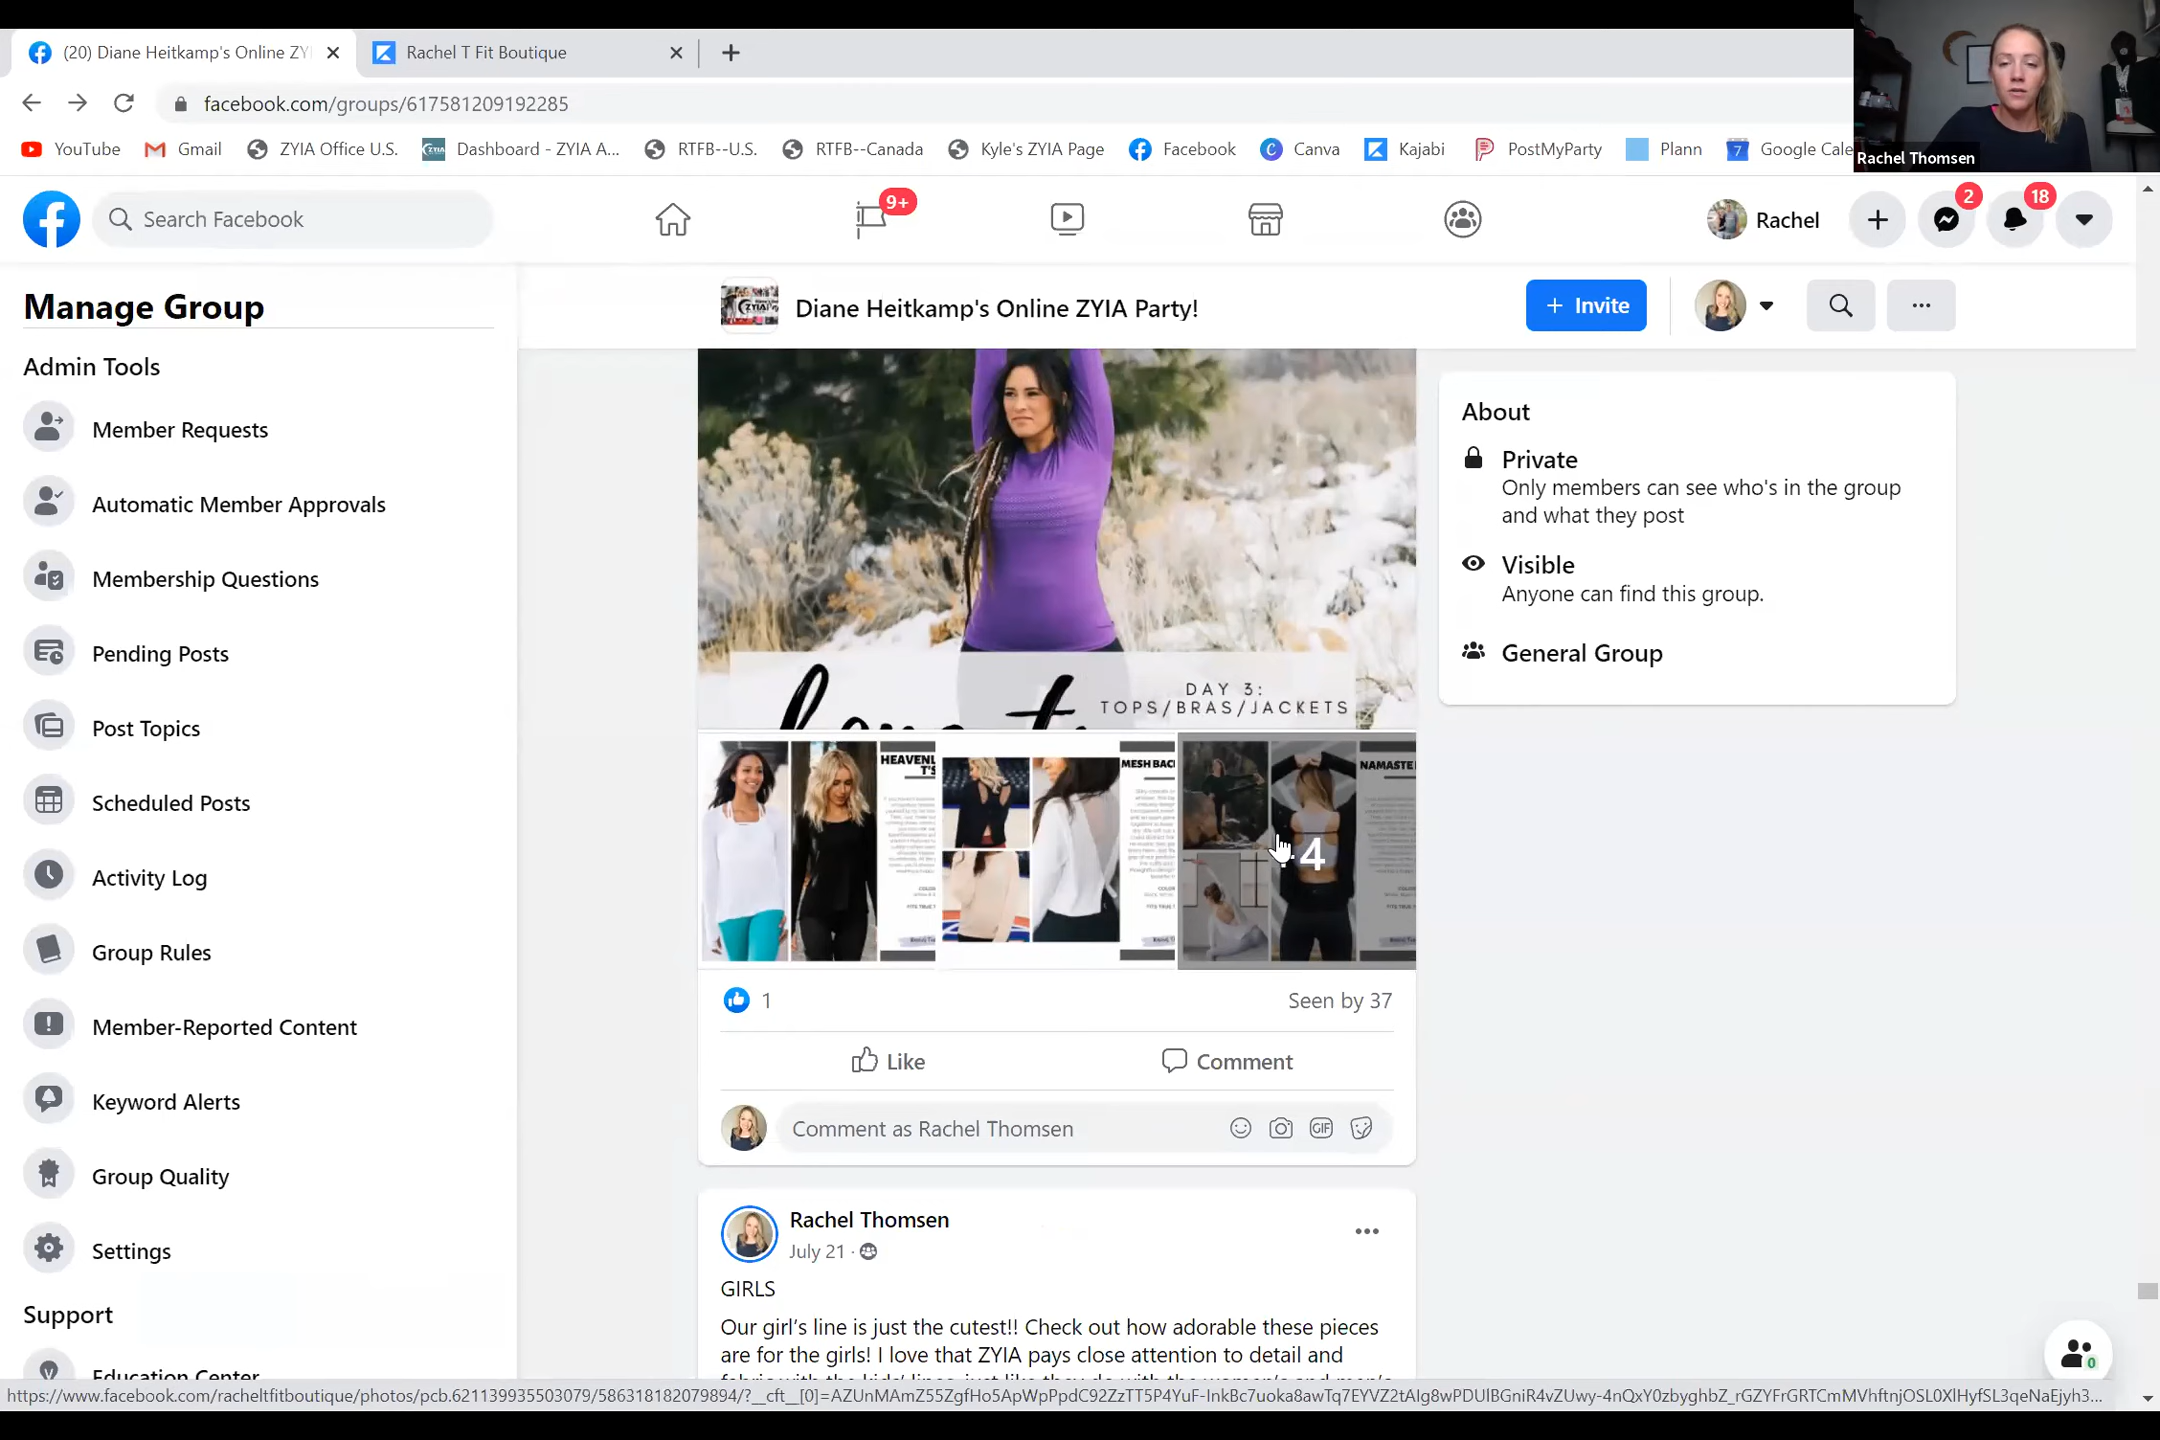 (20) Diane Heitkamp's Online ZYI
Rachel T Fit Boutique
facebook.com/groups/617581209192285
YouTube
Gmail
ZYIA Office U.S.
Dashboard - ZYIA A...
RTFB--U.S.
RTFB--Canada
Kyle's ZYIA Page
Facebook
Canva
Kajabi
PostMyParty
Plann
7
Google Cale
Rachel Thomsen
Search Facebook
9+
Rachel
2
18
Manage Group
Diane Heitkamp's Online ZYIA Party!
+ Invite
Admin Tools
Member Requests
Automatic Member Approvals
Membership Questions
Pending Posts
Post Topics
Scheduled Posts
Activity Log
Group Rules
Member-Reported Content
Keyword Alerts
Group Quality
Settings
Support
Education Center
DAY 3:
TOPS/BRAS/JACKETS
HEAVENL
T'S
MESH BAC
NAMASTE
4
1
Seen by 37
Like
Comment
Comment as Rachel Thomsen
GIF
Rachel Thomsen
July 21 ·
GIRLS
Our girl's line is just the cutest!! Check out how adorable these pieces
are for the girls! I love that ZYIA pays close attention to detail and
About
Private
Only members can see who's in the group
and what they post
Visible
Anyone can find this group.
General Group
0